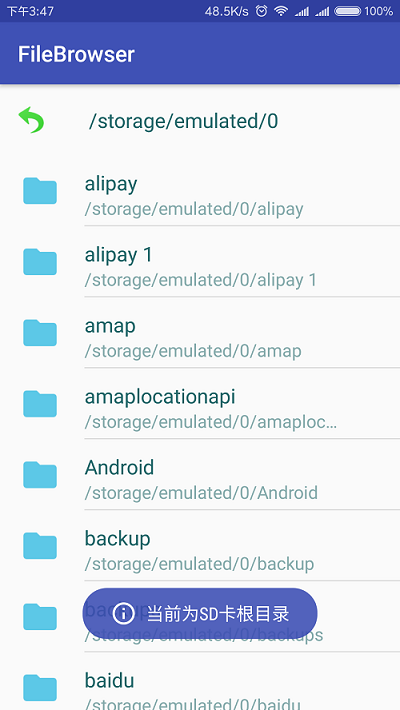 下午3:47
48.5K/s
100%
FileBrowser
/storage/emulated/0
alipay
/storage/emulated/0/alipay
alipay 1
/storage/emulated/0/alipay 1
amap
/storage/emulated/0/amap
amaplocationapi
/storage/emulated/0/amaploc…
Android
/storage/emulated/0/Android
backup
/storage/emulated/0/backup
当前为SD卡根目录
/storage/emulated/0/backups
baidu
/storage/emulated/0/baidu